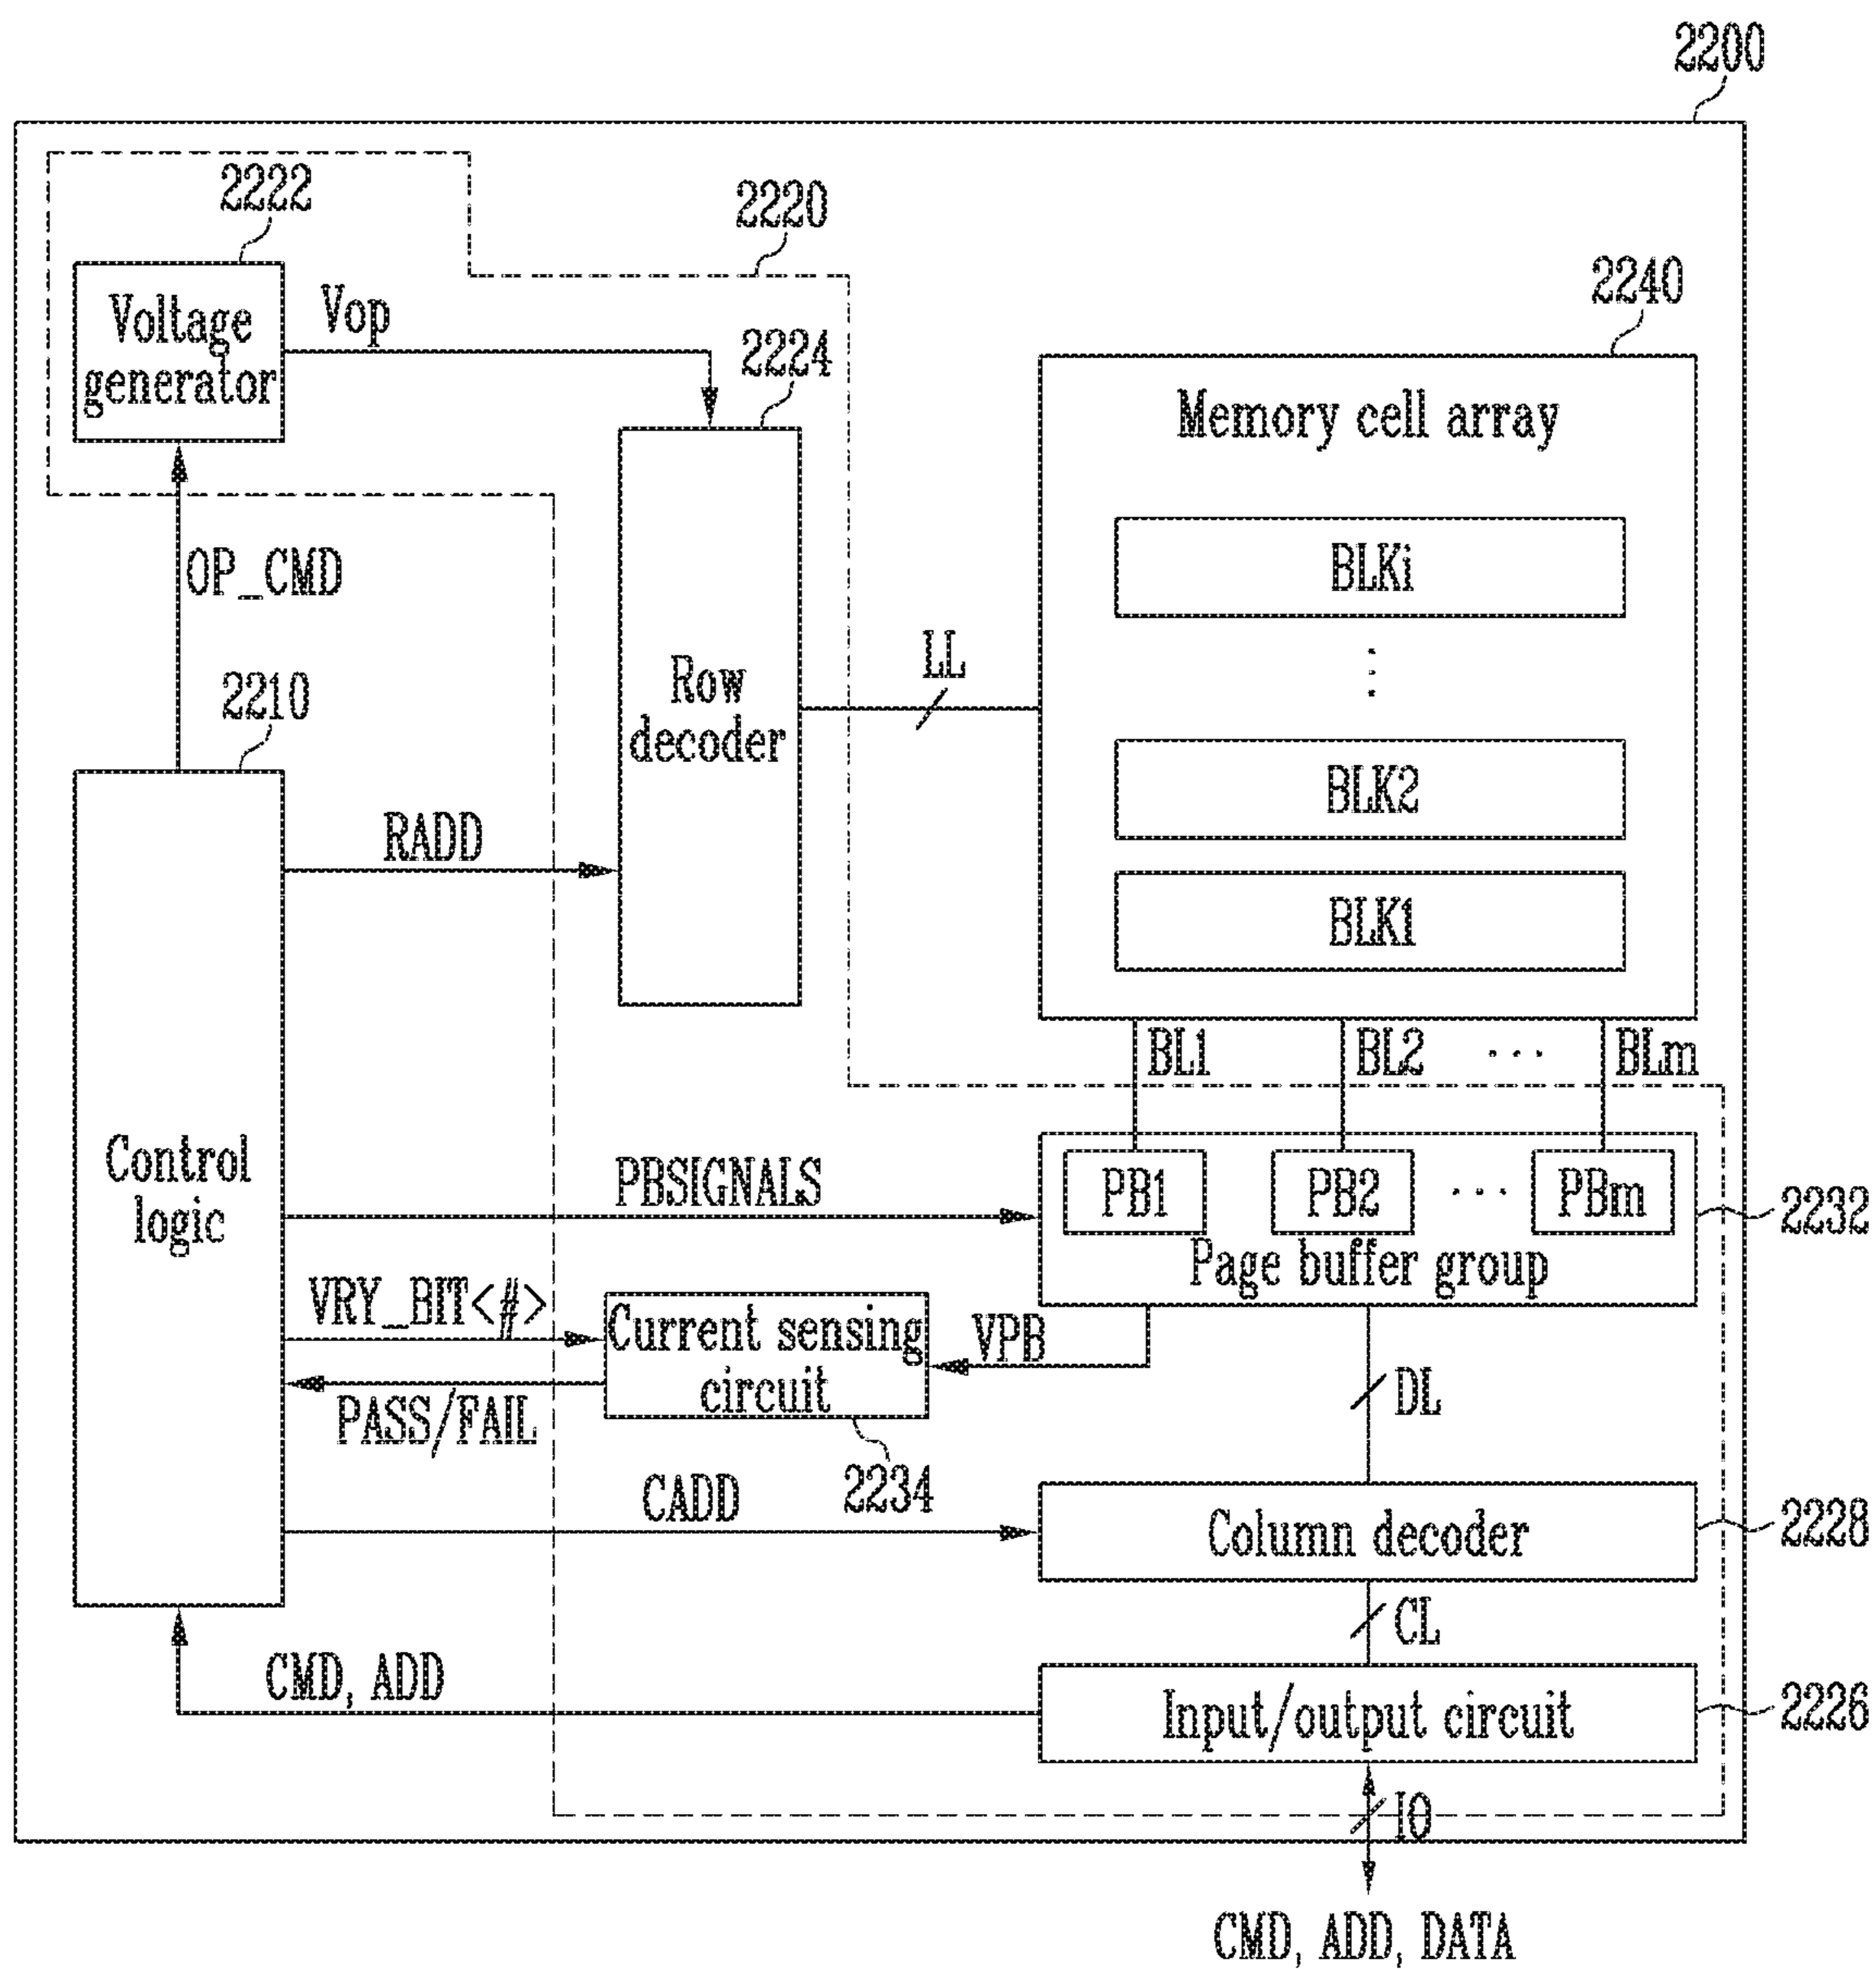 2200
2222
2220
2240
Voltage
generator
Vop
2224
Memory cell array
OP_CMD
BLKi
Row
decoder
LL
2210
BLK2
RADD
BLK1
BL1
BL2
...
BLm
Control
logic
PBSIGNALS
PB1
PB2
...
PBm
2232
Page buffer group
VRY_BIT<#>
Current sensing
circuit
VPB
PASS/FAIL
DL
2234
CADD
Column decoder
2228
CL
CMD, ADD
Input/output circuit
2226
IO
CMD, ADD, DATA